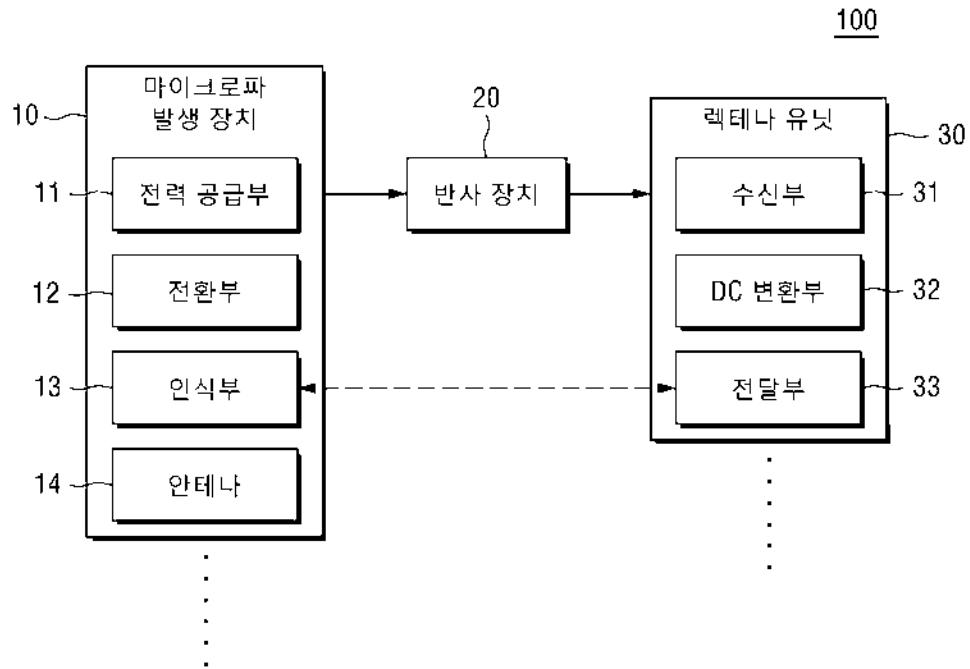 100
마이크로파
발생 장치
10
11
전력 공급부
12
전환부
13
인식부
14
안테나
20
반사 장치
렉테나 유닛
30
수신부
31
DC 변환부
32
전달부
33